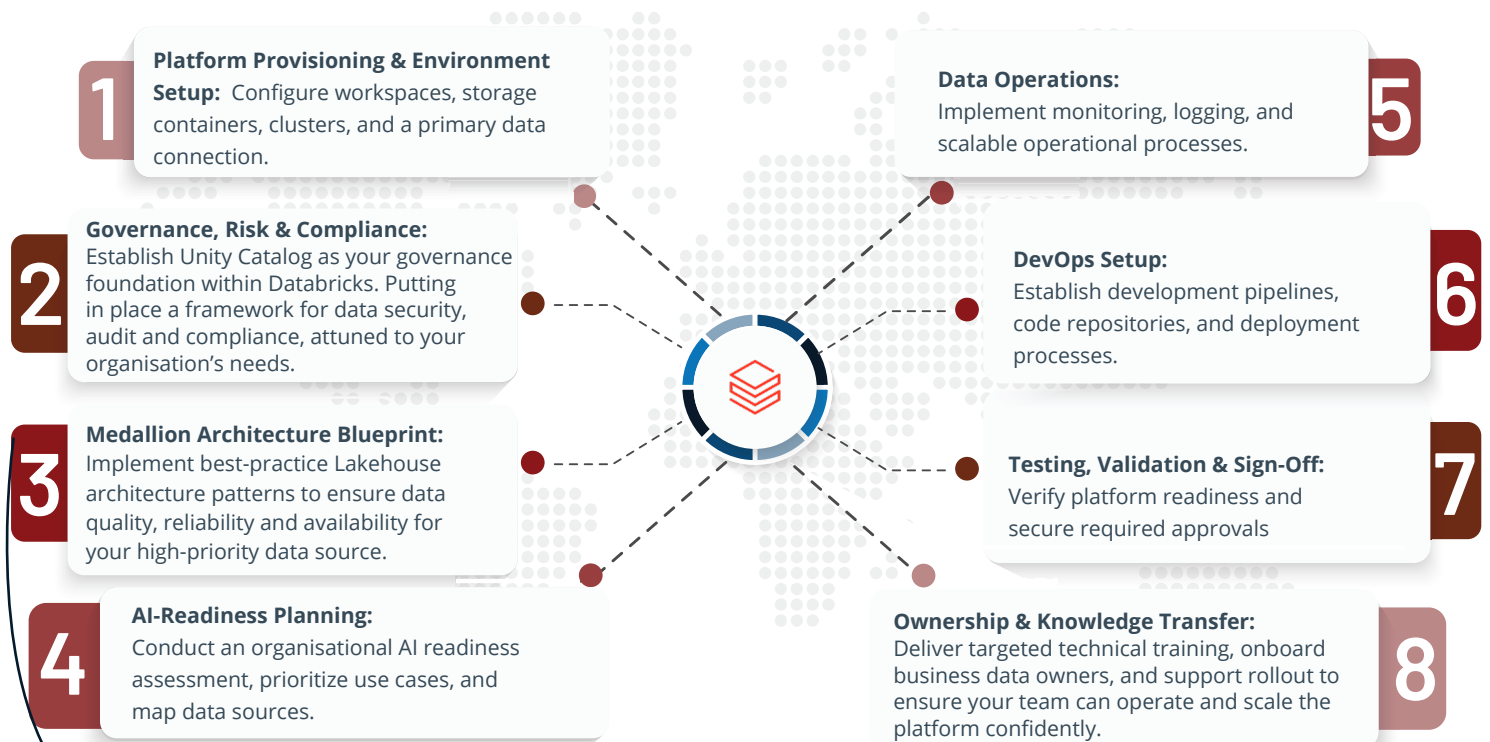 1
Platform Provisioning & Environment
Setup: Configure workspaces, storage
containers, clusters, and a primary data
connection.
2
Governance, Risk & Compliance:
Establish Unity Catalog as your governance
foundation within Databricks. Putting
in place a framework for data security,
audit and compliance, attuned to your
organisation’s needs.
3
Medallion Architecture Blueprint:
Implement best-practice Lakehouse
architecture patterns to ensure data
quality, reliability and availability for
your high-priority data source.
4
AI-Readiness Planning:
Conduct an organisational AI readiness
assessment, prioritize use cases, and
map data sources.
5
Data Operations:
Implement monitoring, logging, and
scalable operational processes.
6
DevOps Setup:
Establish development pipelines,
code repositories, and deployment
processes.
7
Testing, Validation & Sign-Off:
Verify platform readiness and
secure required approvals
8
Ownership & Knowledge Transfer:
Deliver targeted technical training, onboard
business data owners, and support rollout to
ensure your team can operate and scale the
platform confidently.